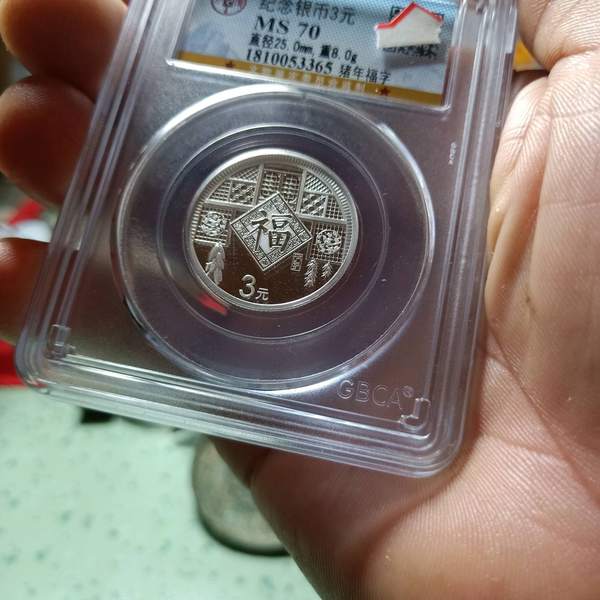 纪念银币3元
MS 70
直径25.0mm, 重8.0g
1810053365 猪年福字
福
3元
GBCA®